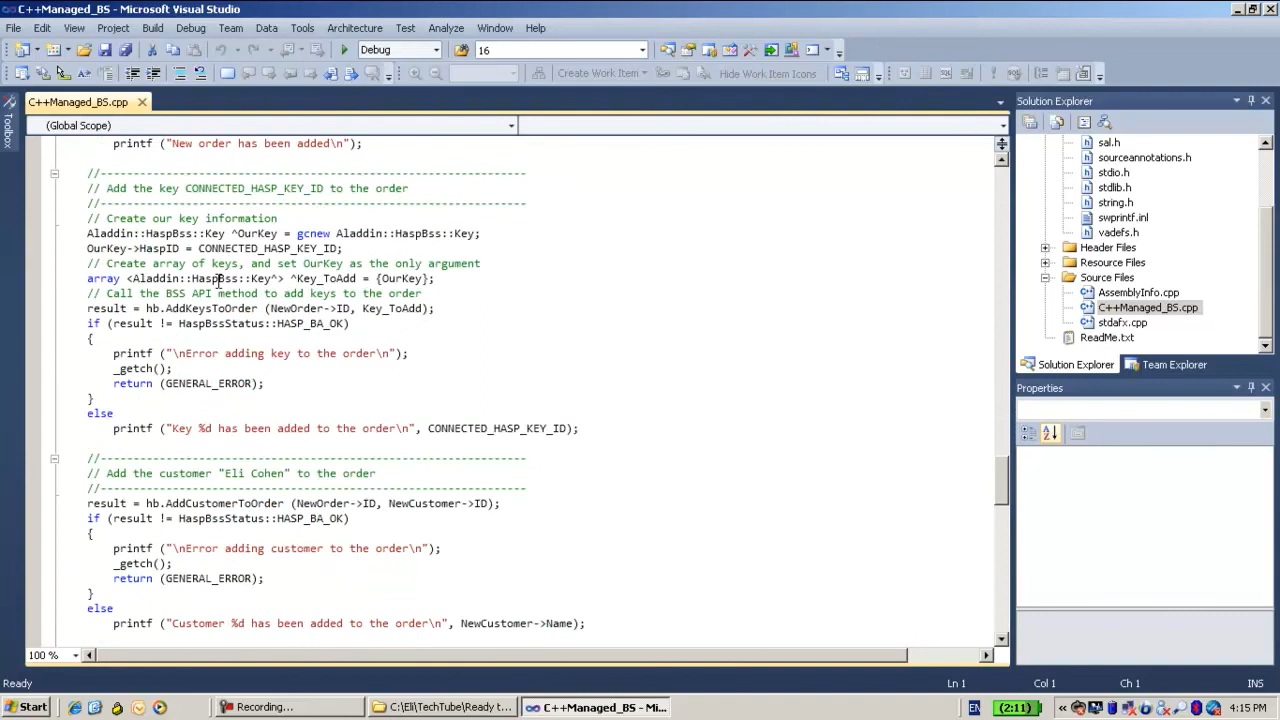 C++Managed_BS - Microsoft Visual Studio
File Edit View Project Build Debug Team Data Tools Architecture Test Analyze Window Help
Debug 16
Create Work Item Hide Work Item Icons
Toolbox
C++Managed_BS.cpp
(Global Scope)
printf ("New order has been added\n");
//-----------------------------------------------------------------
// Add the key CONNECTED_HASP_KEY_ID to the order
//-----------------------------------------------------------------
// Create our key information
Aladdin::HaspBss::Key ^OurKey = gcnew Aladdin::HaspBss::Key;
OurKey->HaspID = CONNECTED_HASP_KEY_ID;
// Create array of keys, and set OurKey as the only argument
array <Aladdin::HaspBss::Key^> ^Key_ToAdd = {OurKey};
// Call the BSS API method to add keys to the order
result = hb.AddKeysToOrder (NewOrder->ID, Key_ToAdd);
if (result != HaspBssStatus::HASP_BA_OK)
{
printf ("\nError adding key to the order\n");
_getch();
return (GENERAL_ERROR);
}
else
printf ("Key %d has been added to the order\n", CONNECTED_HASP_KEY_ID);
//-----------------------------------------------------------------
// Add the customer "Eli Cohen" to the order
//-----------------------------------------------------------------
result = hb.AddCustomerToOrder (NewOrder->ID, NewCustomer->ID);
if (result != HaspBssStatus::HASP_BA_OK)
{
printf ("\nError adding customer to the order\n");
_getch();
return (GENERAL_ERROR);
}
else
printf ("Customer %d has been added to the order\n", NewCustomer->Name);
100 %
Solution Explorer
sal.h
sourceannotations.h
stdio.h
stdlib.h
string.h
swprintf.inl
vadefs.h
Header Files
Resource Files
Source Files
AssemblyInfo.cpp
C++Managed_BS.cpp
stdafx.cpp
ReadMe.txt
Solution Explorer Team Explorer
Properties
Ready Ln 1 Col 1 Ch 1 INS
Start Recording... C:\Eli\TechTube\Ready t... C++Managed_BS - Mi... EN (2:11) 4:15 PM